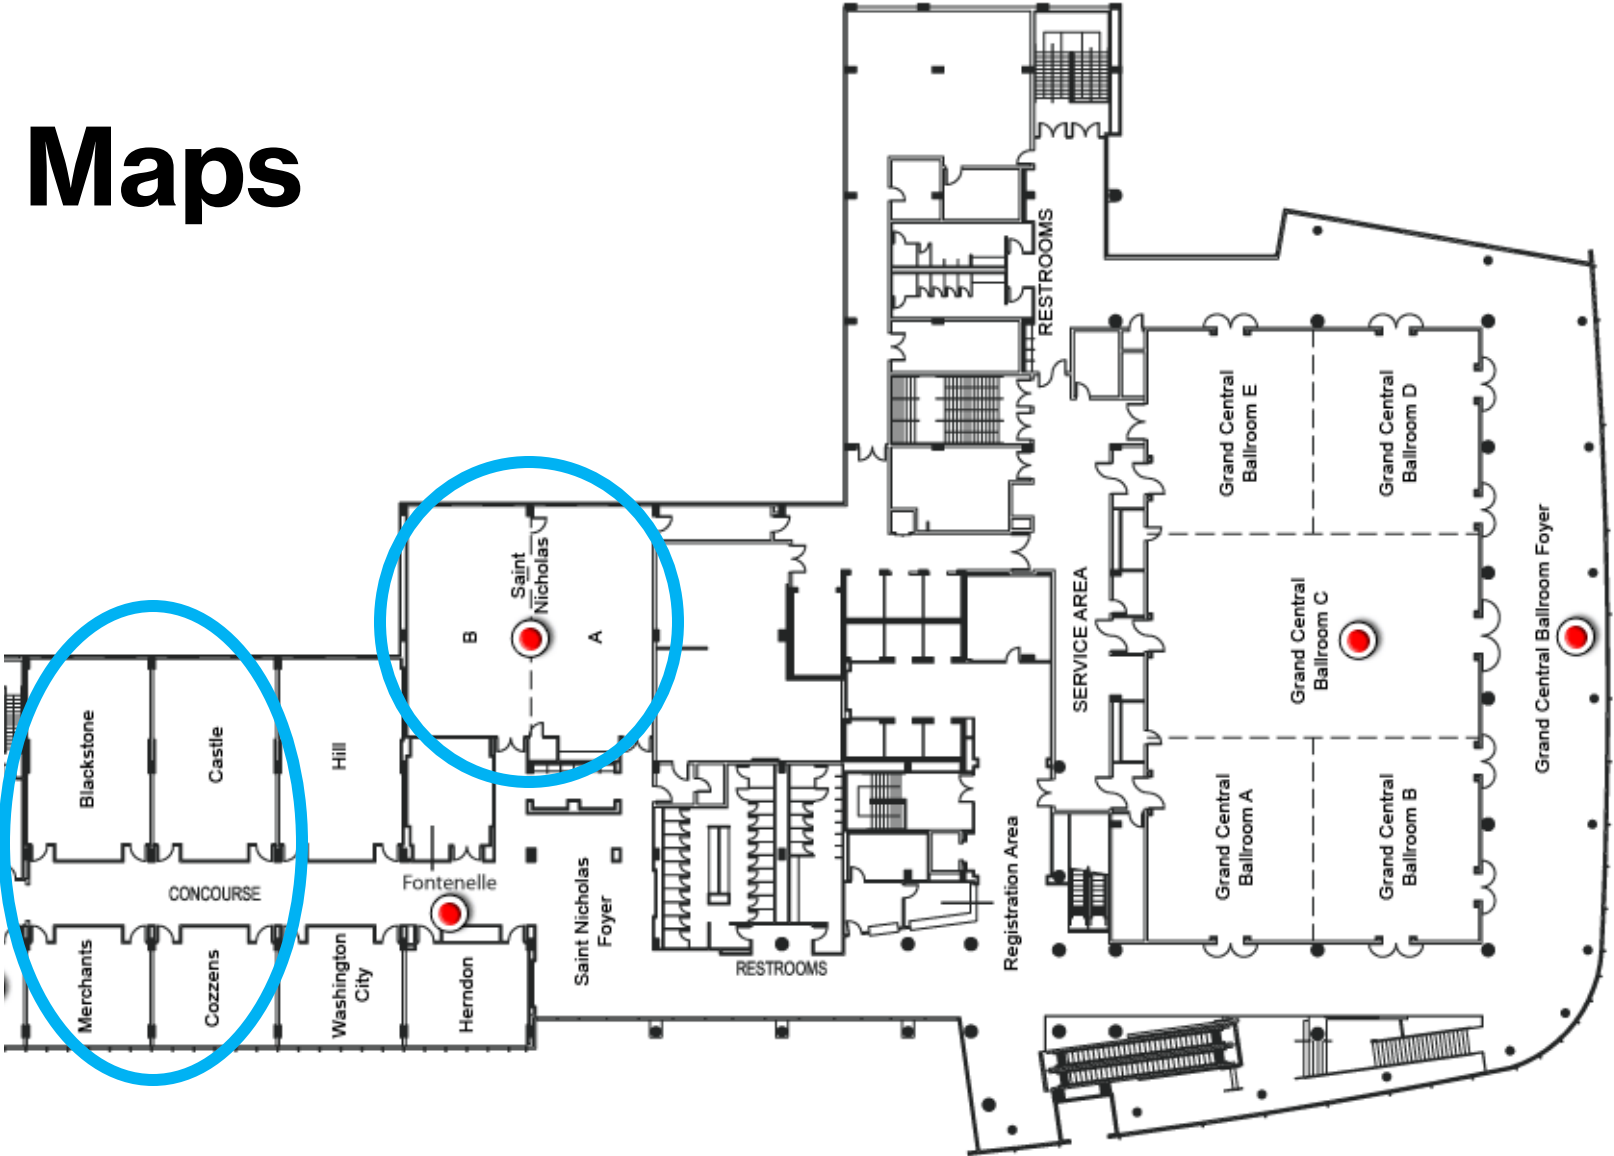 Maps
RESTROOMS
Grand Central
Ballroom E
Grand Central
Ballroom D
Saint
Nicholas
B
A
SERVICE AREA
Grand Central
Ballroom C
Grand Central Ballroom Foyer
Blackstone
Castle
Hill
Grand Central
Ballroom A
Grand Central
Ballroom B
CONCOURSE
Fontenelle
Saint Nicholas
Foyer
Registration Area
Merchants
Cozzens
Washington
City
Herndon
RESTROOMS